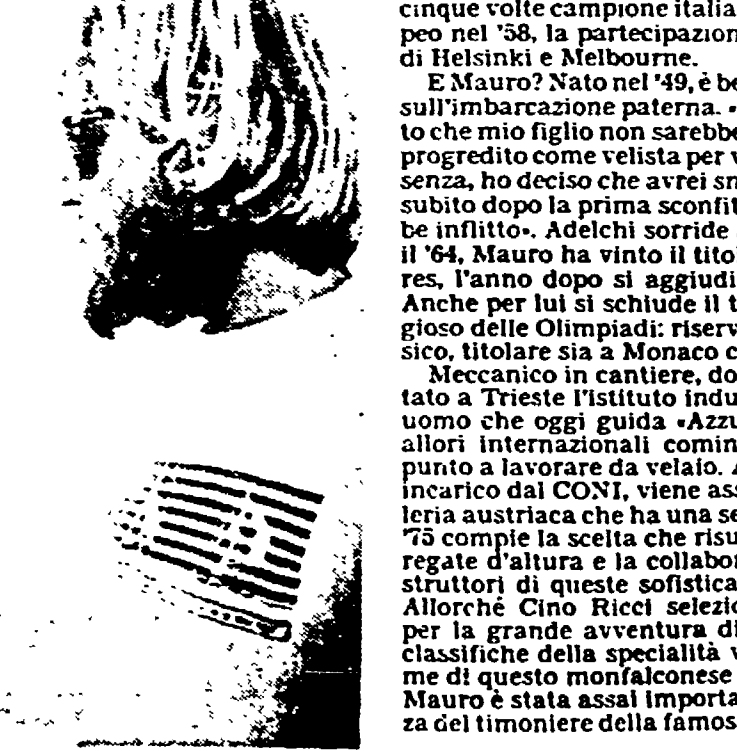 cinque volte campione italia
peo nel '58, la partecipazion
di Helsinki e Melbourne.
E Mauro? Nato nel '49, è be
sull'imbarcazione paterna. «
to che mio figlio non sarebbe
progredito come velista per v
senza, ho deciso che avrei sm
subito dopo la prima sconfit
be inflitto». Adelchi sorride
il '64, Mauro ha vinto il tito
res, l'anno dopo si aggiudi
Anche per lui si schiude il t
gioso delle Olimpiadi: riserv
sico, titolare sia a Monaco c
Meccanico in cantiere, do
tato a Trieste l'istituto indu
uomo che oggi guida «Azzu
allori internazionali comin
punto a lavorare da velaio. A
incarico dal CONI, viene ass
leria austriaca che ha una se
'75 compie la scelta che risu
regate d'altura e la collabor
struttori di queste sofistica
Allorché Cino Ricci selezio
per la grande avventura di
classifiche della specialità v
me di questo monfalconese
Mauro è stata assai importa
za del timoniere della famos